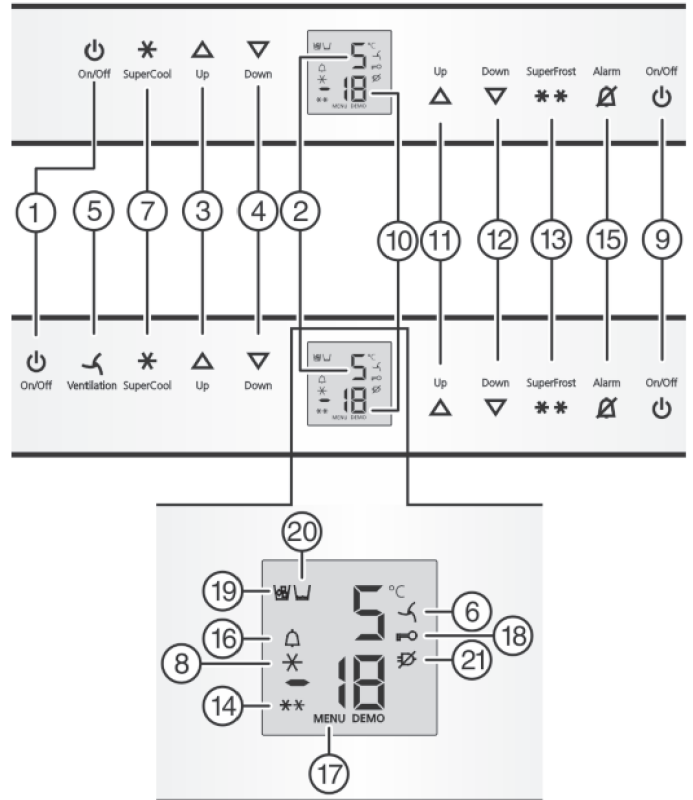 On/Off SuperCool Up Down
5 °C
18
MENU DEMO
Up Down SuperFrost Alarm On/Off
1 5 7 3 4 2 10 11 12 13 15 9
On/Off Ventilation SuperCool Up Down
5 °C
18
MENU DEMO
Up Down SuperFrost Alarm On/Off
20
19
5 °C
6
16
18
8
21
18
14
MENU DEMO
17